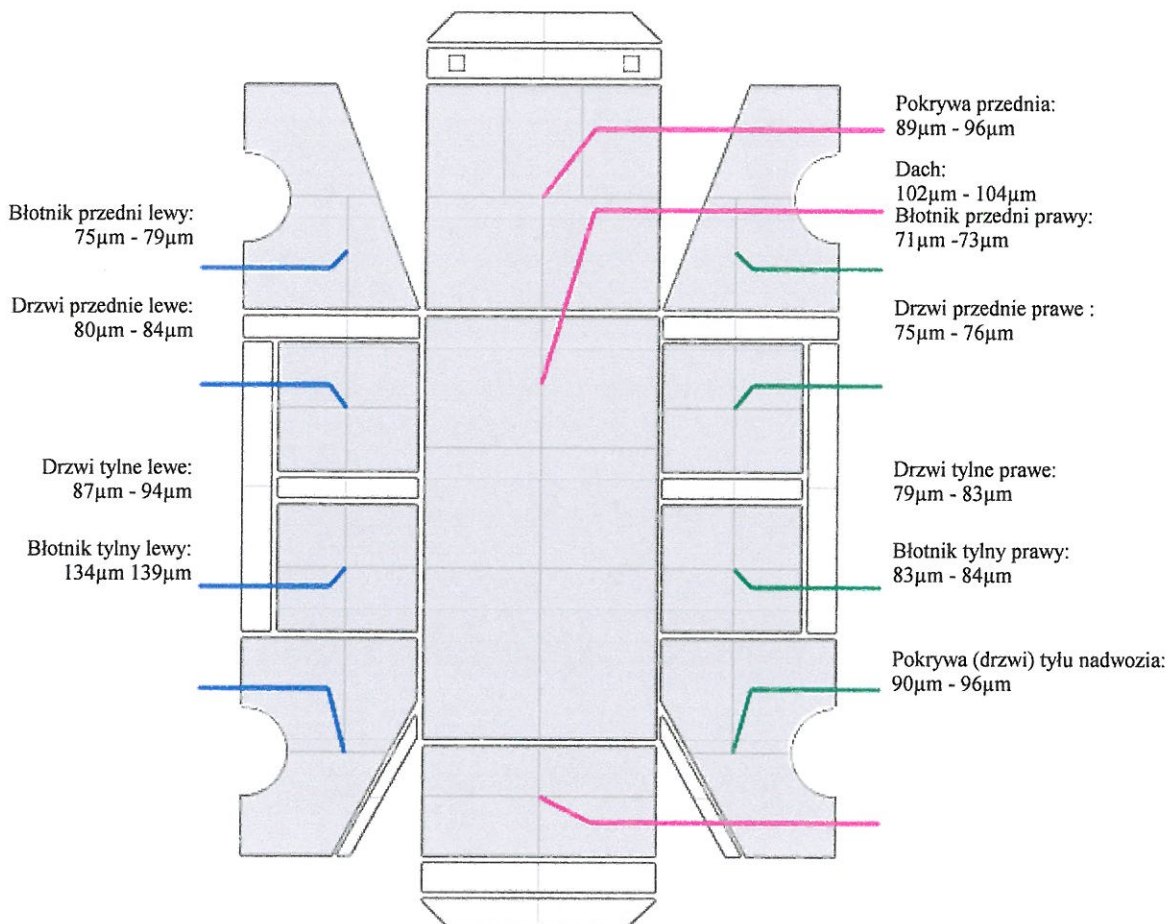 Pokrywa przednia:
89µm - 96µm
Dach:
102µm - 104µm
Błotnik przedni lewy:
75µm - 79µm
Błotnik przedni prawy:
71µm -73µm
Drzwi przednie lewe:
80µm - 84µm
Drzwi przednie prawe :
75µm - 76µm
Drzwi tylne lewe:
87µm - 94µm
Drzwi tylne prawe:
79µm - 83µm
Błotnik tylny lewy:
134µm 139µm
Błotnik tylny prawy:
83µm - 84µm
Pokrywa (drzwi) tyłu nadwozia:
90µm - 96µm